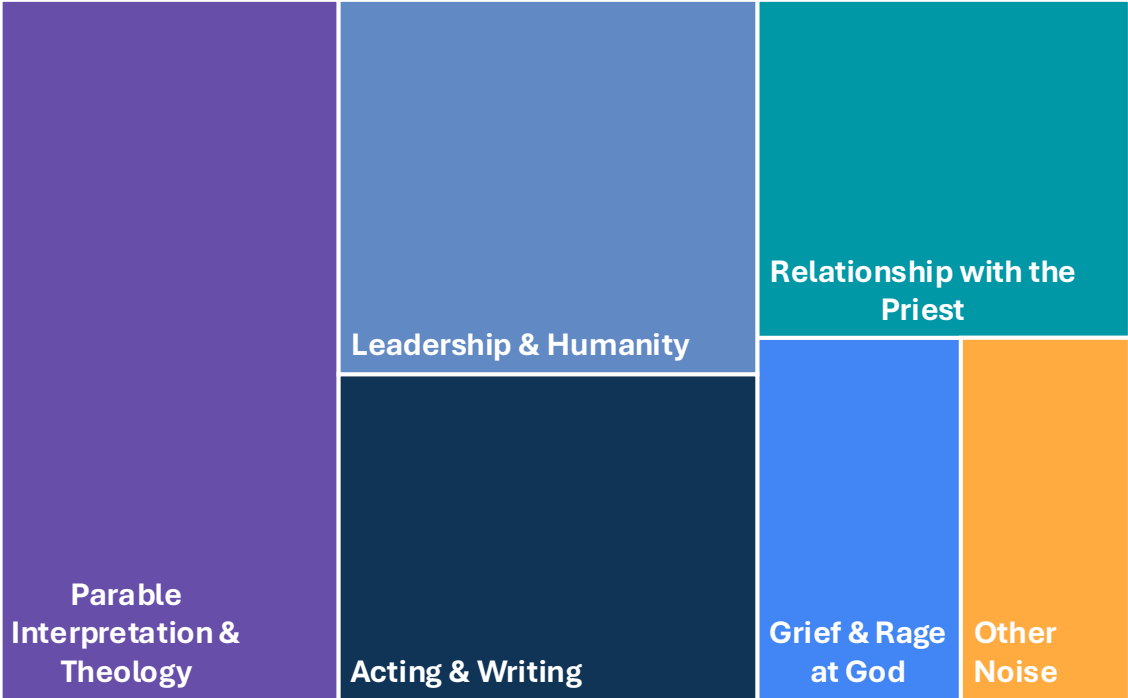 Parable
Interpretation &
Theology
Leadership & Humanity
Acting & Writing
Relationship with the
Priest
Grief & Rage
at God
Other
Noise